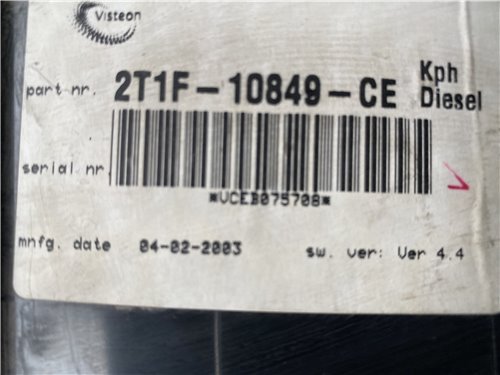 Visteon
part nr. 2T1F-10849-CE Kph
Diesel
serial nr.
*VCEB075708*
mnfg. date 04-02-2003 sw. ver: Ver 4.4